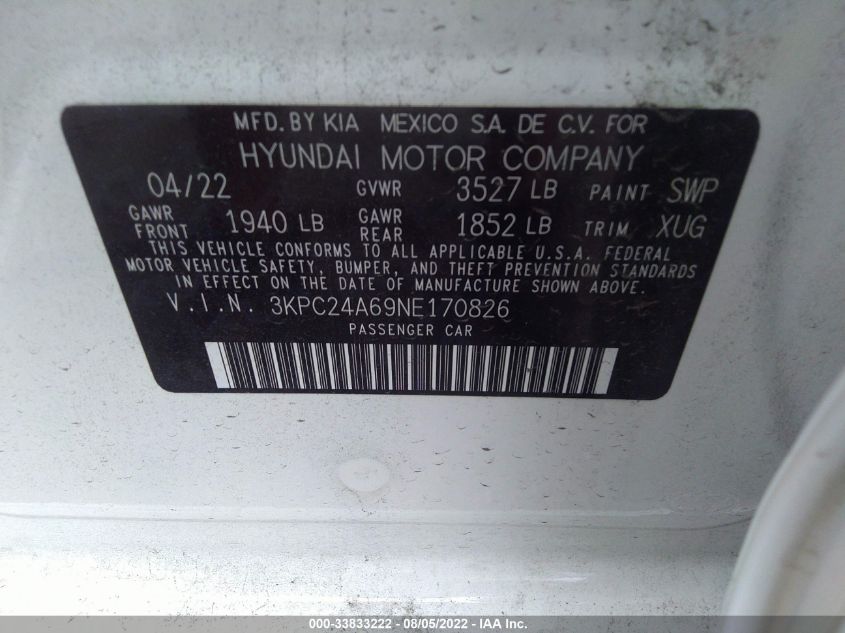 MFD. BY KIA MEXICO S.A. DE C.V. FOR
HYUNDAI MOTOR COMPANY
04/22 GVWR 3527 LB PAINT SWP
GAWR FRONT 1940 LB GAWR REAR 1852 LB TRIM XUG
THIS VEHICLE CONFORMS TO ALL APPLICABLE U.S.A. FEDERAL
MOTOR VEHICLE SAFETY, BUMPER, AND THEFT PREVENTION STANDARDS
IN EFFECT ON THE DATE OF MANUFACTURE SHOWN ABOVE.
V.I.N. 3KPC24A69NE170826
PASSENGER CAR
000-33833222 - 08/05/2022 - IAA Inc.